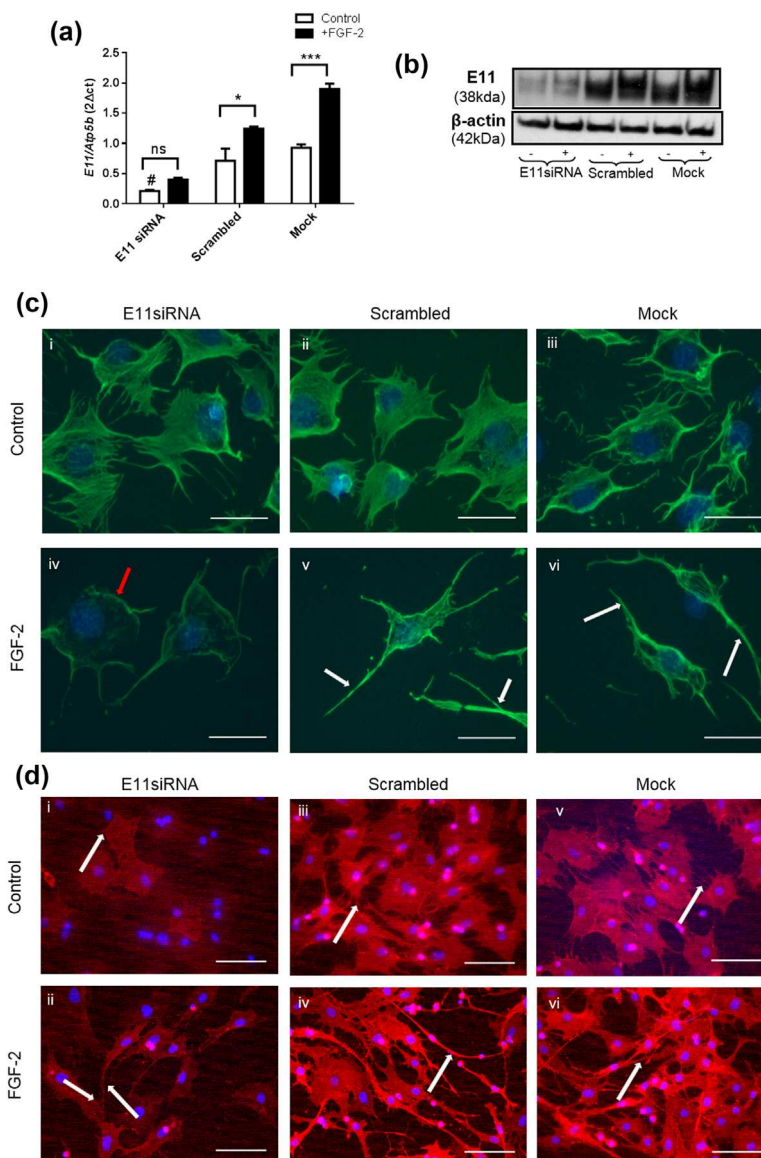 (a)
Control
+FGF-2
E11/Atp5b (2Δct)
2.5
2.0
1.5
1.0
0.5
0.0
ns
#
*
***
E11 siRNA
Scrambled
Mock
(b)
E11
(38kda)
β-actin
(42kDa)
- + - + - +
E11siRNA Scrambled Mock
(c)
E11siRNA Scrambled Mock
Control
i ii iii
FGF-2
iv v vi
(d)
E11siRNA Scrambled Mock
Control
i iii v
FGF-2
ii iv vi